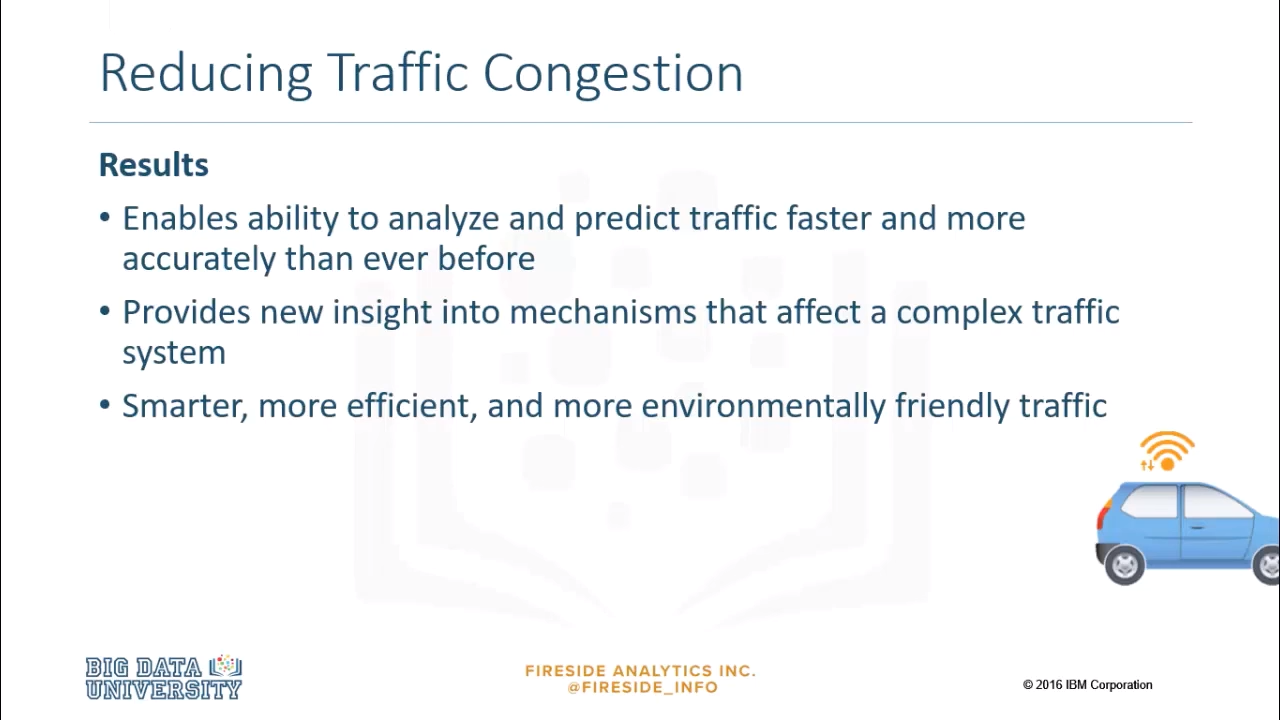 Reducing Traffic Congestion
Results
• Enables ability to analyze and predict traffic faster and more
accurately than ever before
• Provides new insight into mechanisms that affect a complex traffic
system
• Smarter, more efficient, and more environmentally friendly traffic
BIG DATA
UNIVERSITY
FIRESIDE ANALYTICS INC.
@FIRESIDE_INFO
© 2016 IBM Corporation